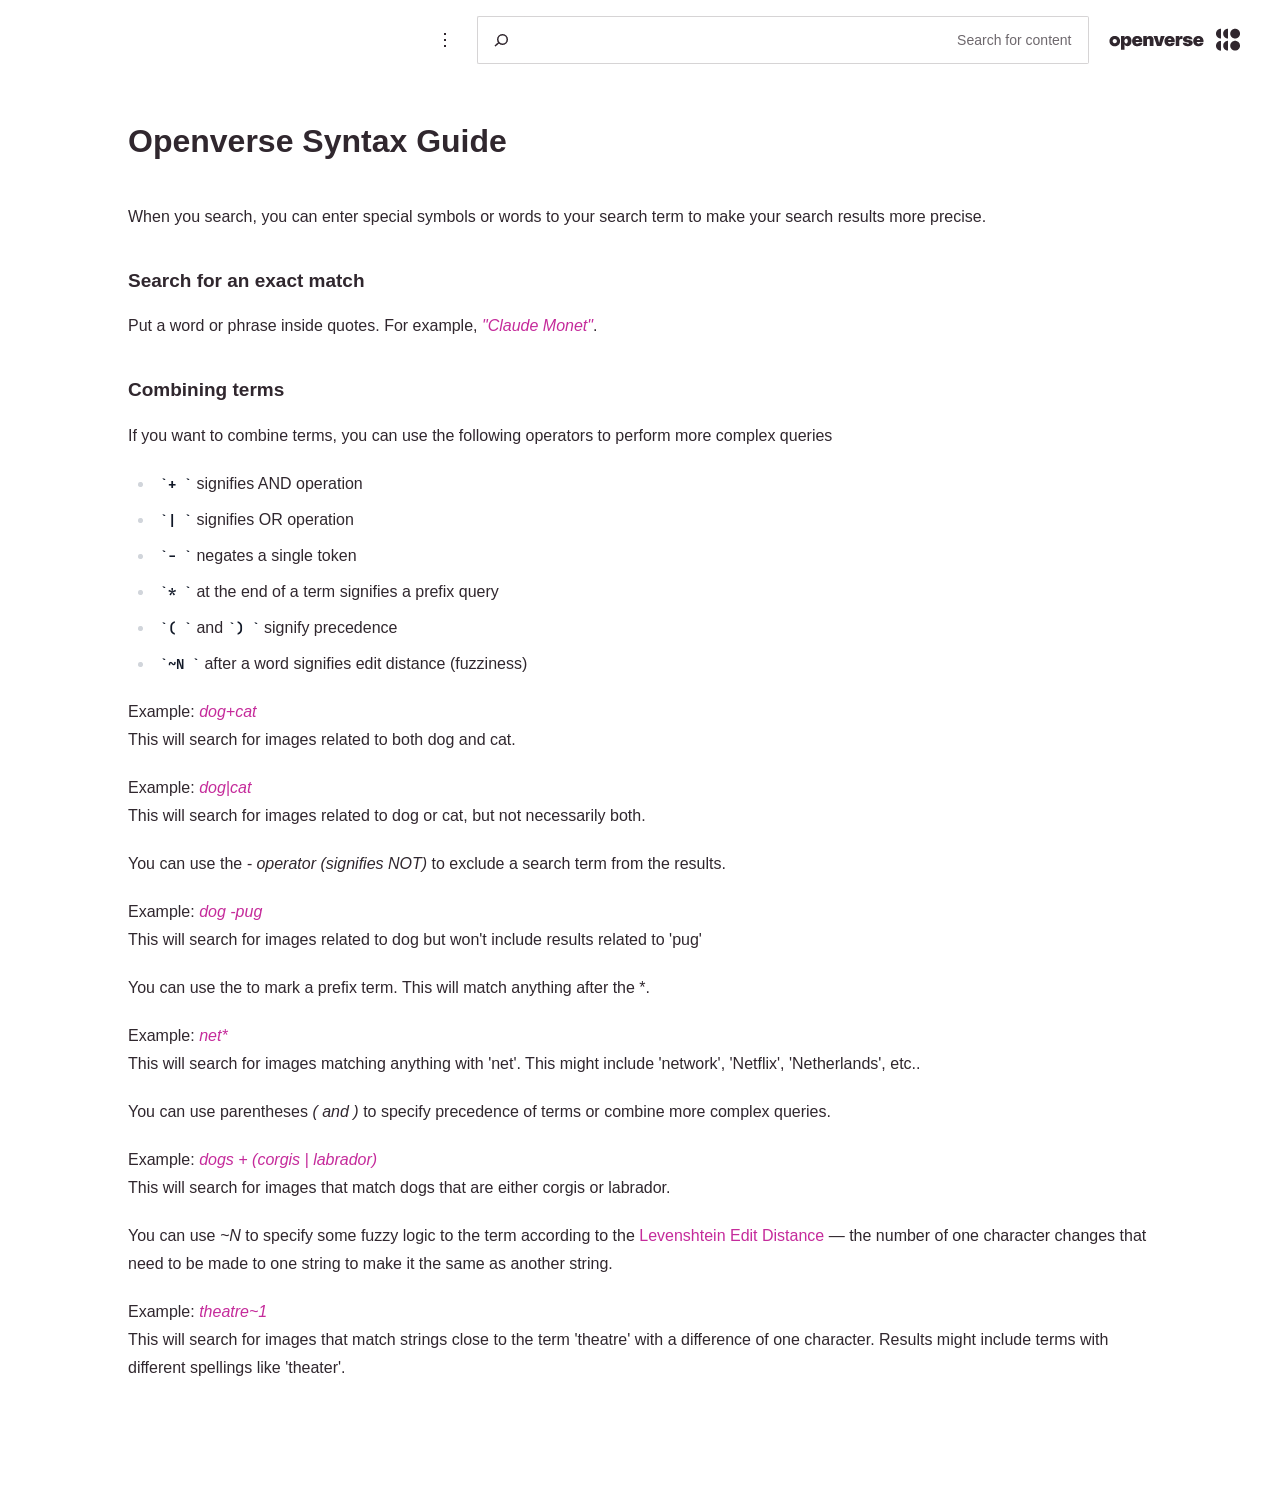 Search for content
openverse
Openverse Syntax Guide
When you search, you can enter special symbols or words to your search term to make your search results more precise.
Search for an exact match
Put a word or phrase inside quotes. For example, "Claude Monet".
Combining terms
If you want to combine terms, you can use the following operators to perform more complex queries
`+ ` signifies AND operation
`| ` signifies OR operation
`- ` negates a single token
`* ` at the end of a term signifies a prefix query
`( ` and `) ` signify precedence
`~N ` after a word signifies edit distance (fuzziness)
Example: dog+cat
This will search for images related to both dog and cat.
Example: dog|cat
This will search for images related to dog or cat, but not necessarily both.
You can use the - operator (signifies NOT) to exclude a search term from the results.
Example: dog -pug
This will search for images related to dog but won't include results related to 'pug'
You can use the to mark a prefix term. This will match anything after the *.
Example: net*
This will search for images matching anything with 'net'. This might include 'network', 'Netflix', 'Netherlands', etc..
You can use parentheses ( and ) to specify precedence of terms or combine more complex queries.
Example: dogs + (corgis | labrador)
This will search for images that match dogs that are either corgis or labrador.
You can use ~N to specify some fuzzy logic to the term according to the Levenshtein Edit Distance — the number of one character changes that
need to be made to one string to make it the same as another string.
Example: theatre~1
This will search for images that match strings close to the term 'theatre' with a difference of one character. Results might include terms with
different spellings like 'theater'.